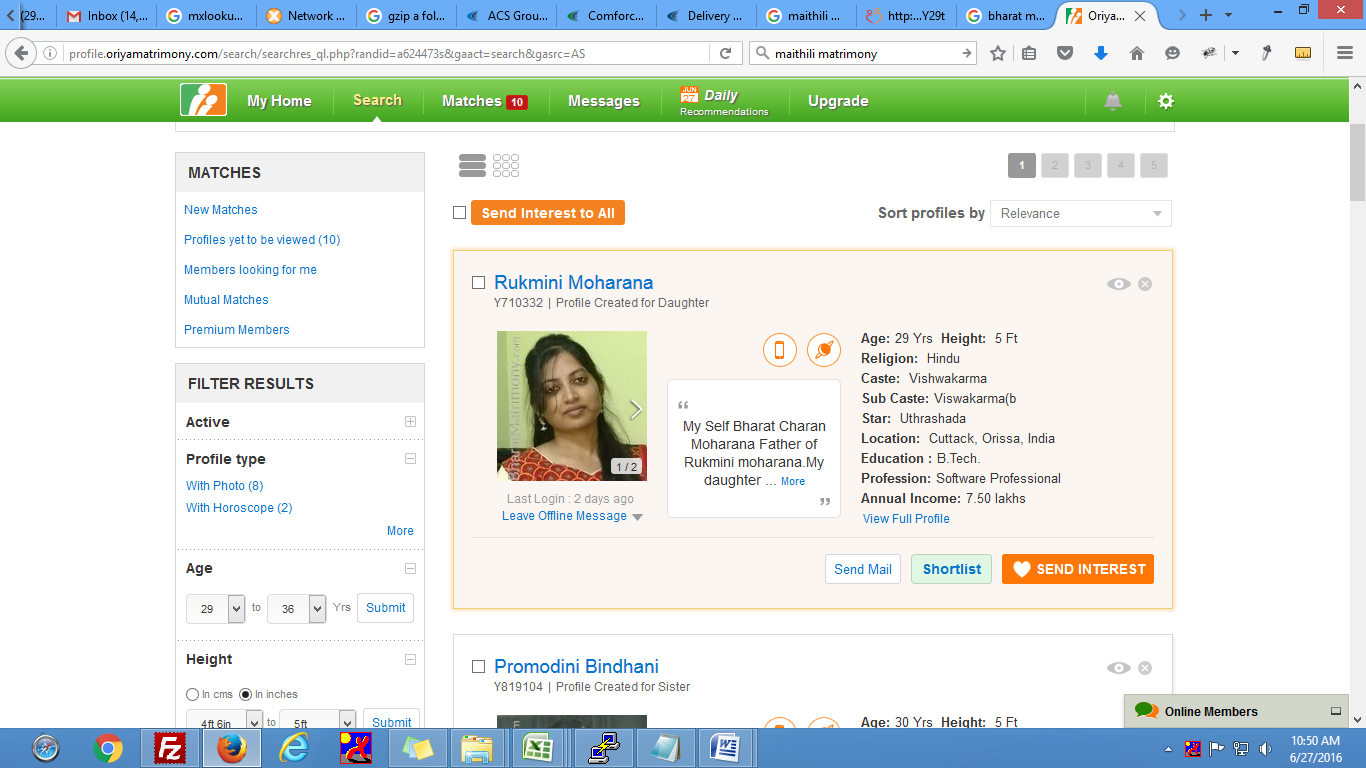 (29...
Inbox (14,...
mxlooku...
Network ...
gzip a fol...
ACS Grou...
Comforc...
Delivery ...
maithili ...
http:...Y29t
bharat m...
Oriya...
profile.oriyamatrimony.com/search/searchres_ql.php?randid=a624473s&gaact=search&gasrc=AS
maithili matrimony
My Home
Search
Matches 10
Messages
JUN 27 Daily
Recommendations
Upgrade
MATCHES
New Matches
Profiles yet to be viewed (10)
Members looking for me
Mutual Matches
Premium Members
FILTER RESULTS
Active
Profile type
With Photo (8)
With Horoscope (2)
More
Age
29 to 36 Yrs Submit
Height
In cms In inches
4ft 6in to 5ft Submit
1 2 3 4 5
Send Interest to All
Sort profiles by Relevance
Rukmini Moharana
Y710332 | Profile Created for Daughter
1 / 2
Last Login : 2 days ago
Leave Offline Message
“
My Self Bharat Charan
Moharana Father of
Rukmini moharana.My
daughter ... More
”
Age: 29 Yrs Height: 5 Ft
Religion: Hindu
Caste: Vishwakarma
Sub Caste: Viswakarma(b
Star: Uthrashada
Location: Cuttack, Orissa, India
Education : B.Tech.
Profession: Software Professional
Annual Income: 7.50 lakhs
View Full Profile
Send Mail
Shortlist
SEND INTEREST
Promodini Bindhani
Y819104 | Profile Created for Sister
Age: 30 Yrs Height: 5 Ft
Online Members
10:50 AM
6/27/2016